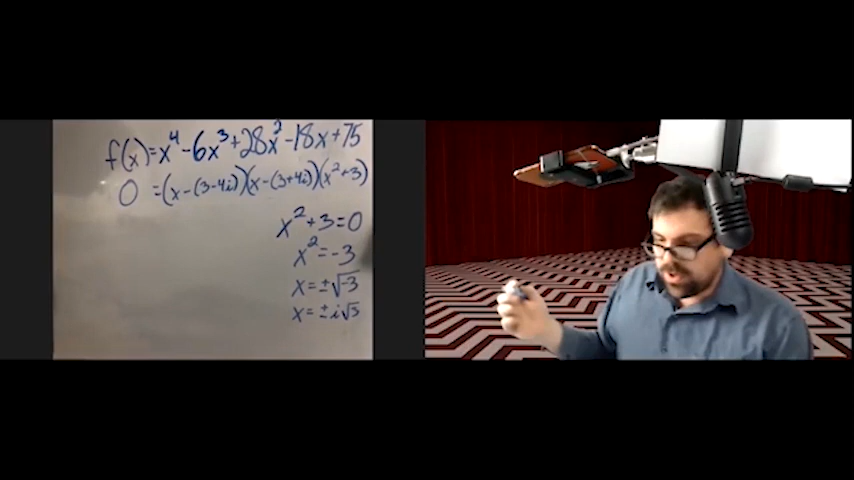 f(x)=x⁴-6x³+28x²-18x+75
0 =(x-(3-4i))(x-(3+4i))(x²+3)
x²+3=0
x²=-3
x=±√-3
x=±i√3